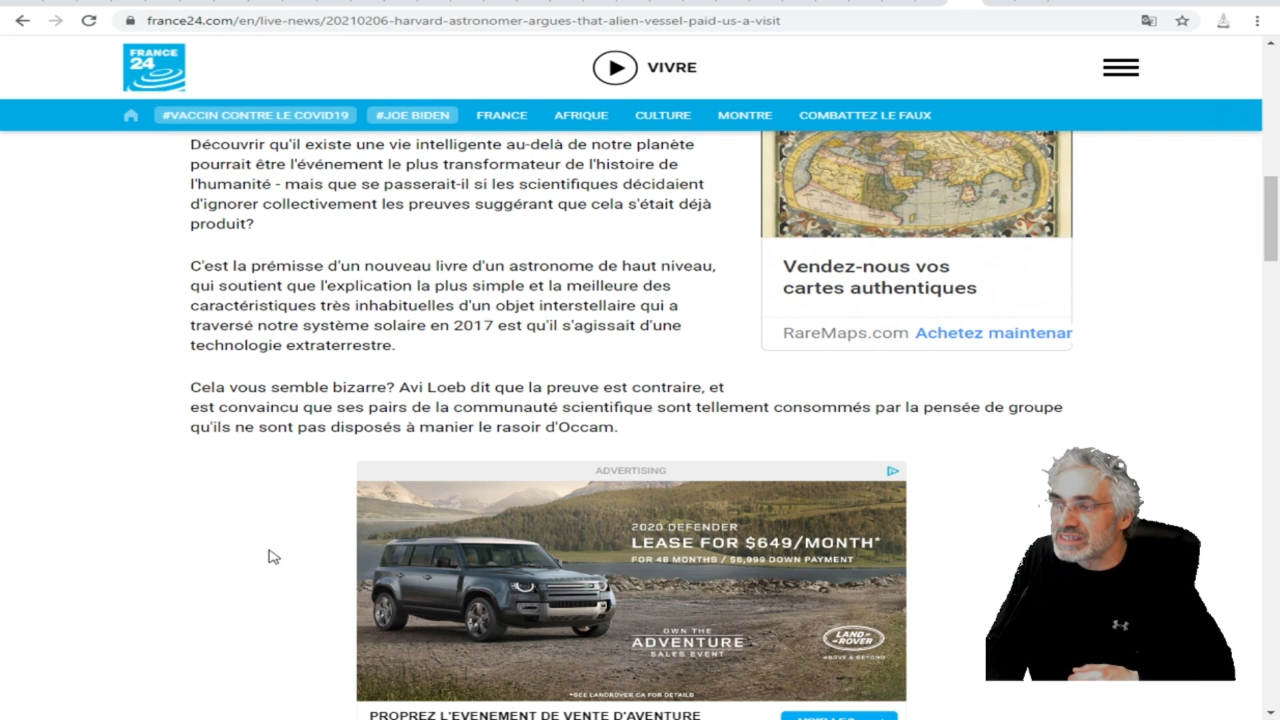 france24.com/en/live-news/20210206-harvard-astronomer-argues-that-alien-vessel-paid-us-a-visit
FRANCE
24
VIVRE
#VACCIN CONTRE LE COVID19
#JOE BIDEN
FRANCE
AFRIQUE
CULTURE
MONTRE
COMBATTEZ LE FAUX
Découvrir qu'il existe une vie intelligente au-delà de notre planète
pourrait être l'événement le plus transformateur de l'histoire de
l'humanité - mais que se passerait-il si les scientifiques décidaient
d'ignorer collectivement les preuves suggérant que cela s'était déjà
produit?
C'est la prémisse d'un nouveau livre d'un astronome de haut niveau,
qui soutient que l'explication la plus simple et la meilleure des
caractéristiques très inhabituelles d'un objet interstellaire qui a
traversé notre système solaire en 2017 est qu'il s'agissait d'une
technologie extraterrestre.
Cela vous semble bizarre? Avi Loeb dit que la preuve est contraire, et
est convaincu que ses pairs de la communauté scientifique sont tellement consommés par la pensée de groupe
qu'ils ne sont pas disposés à manier le rasoir d'Occam.
Vendez-nous vos
cartes authentiques
RareMaps.com Achetez maintenar
ADVERTISING
2020 DEFENDER
LEASE FOR $649/MONTH*
FOR 48 MONTHS / $6,999 DOWN PAYMENT
OWN THE
ADVENTURE
SALES EVENT
LAND-
-ROVER
ABOVE & BEYOND
*SEE LANDROVER.CA FOR DETAILS
PROPREZ L'EVENEMENT DE VENTE D'AVENTURE